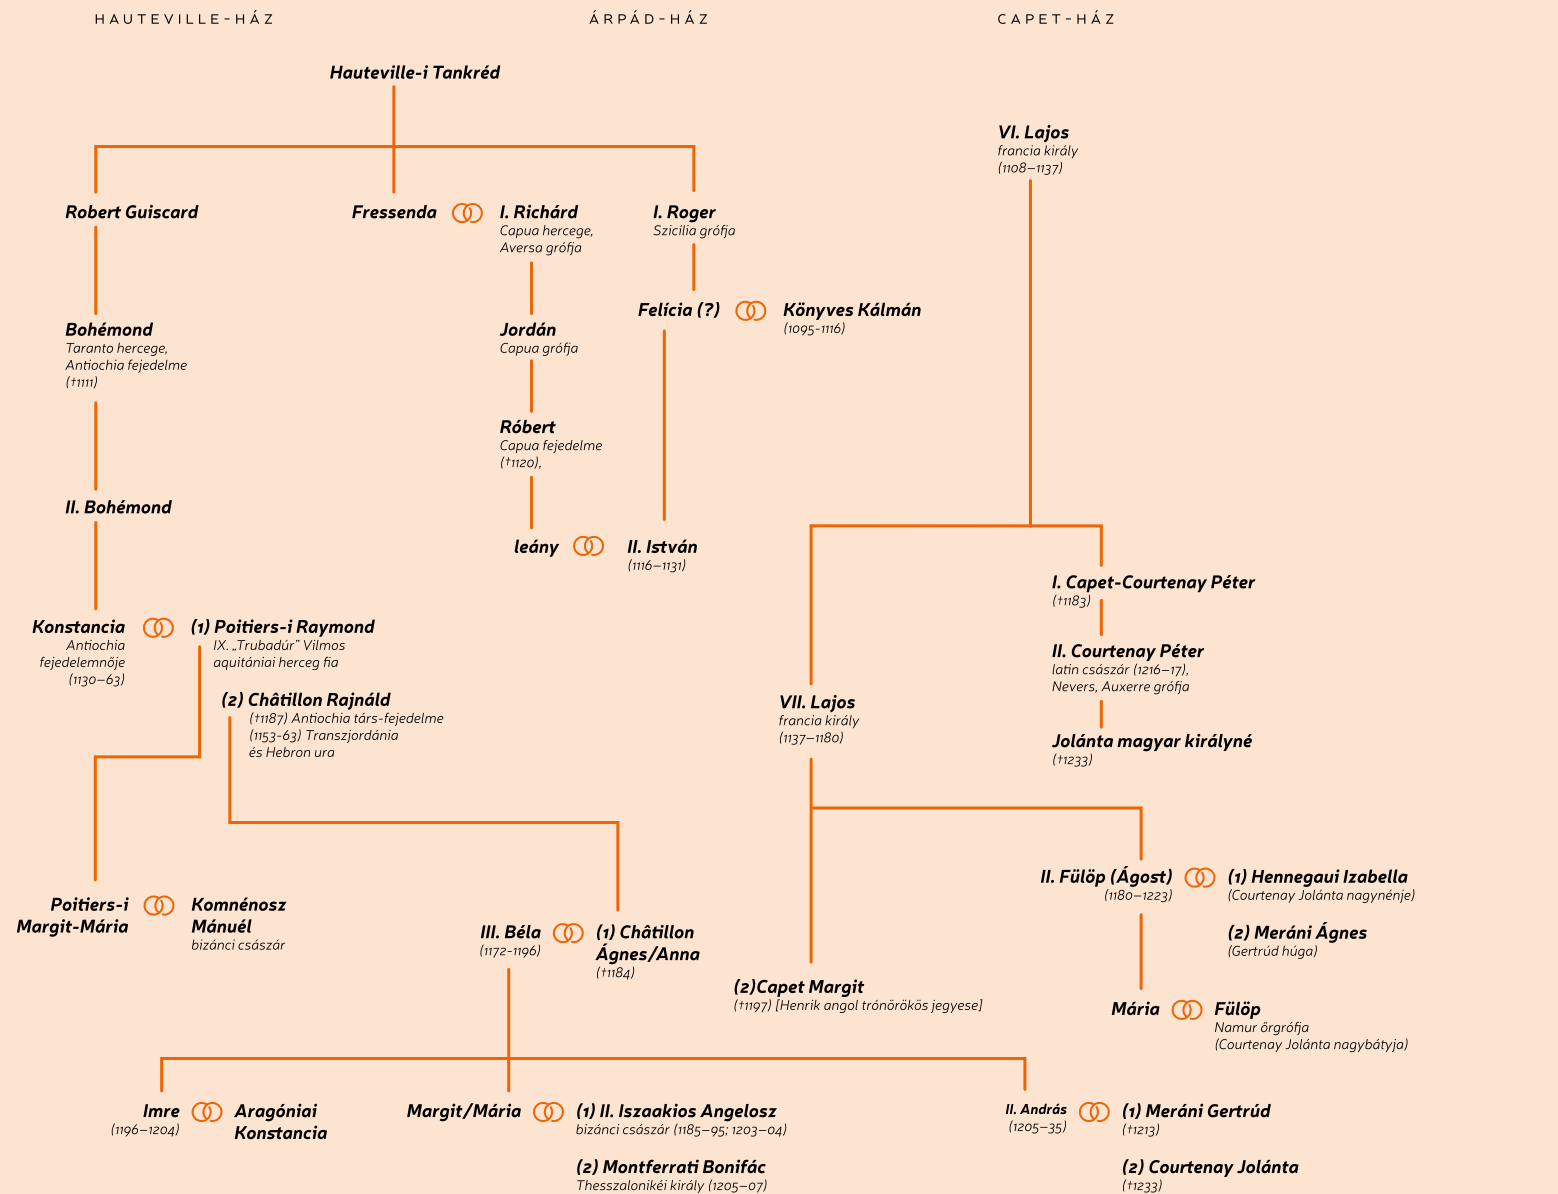 HAUTEVILLE-HÁZ
ÁRPÁD-HÁZ
CAPET-HÁZ
Hauteville-i Tankréd
VI. Lajos
francia király
(1108–1137)
Robert Guiscard
Fressenda
I. Richárd
Capua hercege,
Aversa grófja
I. Roger
Szicília grófja
Felícia (?)
Könyves Kálmán
(1095-1116)
Bohémond
Taranto hercege,
Antiochia fejedelme
(†1111)
Jordán
Capua grófja
Róbert
Capua fejedelme
(†1120),
II. Bohémond
leány
II. István
(1116–1131)
I. Capet-Courtenay Péter
(†1183)
Konstancia
Antiochia
fejedelemnője
(1130–63)
(1) Poitiers-i Raymond
IX. „Trubadúr” Vilmos
aquitániai herceg fia
II. Courtenay Péter
latin császár (1216–17),
Nevers, Auxerre grófja
(2) Châtillon Rajnáld
(†1187) Antiochia társ-fejedelme
(1153-63) Transzjordánia
és Hebron ura
VII. Lajos
francia király
(1137–1180)
Jolánta magyar királyné
(†1233)
Poitiers-i
Margit-Mária
Komnénosz
Mánuél
bizánci császár
II. Fülöp (Ágost)
(1180–1223)
(1) Hennegaui Izabella
(Courtenay Jolánta nagynénje)
(2) Meráni Ágnes
(Gertrúd húga)
III. Béla
(1172-1196)
(1) Châtillon
Ágnes/Anna
(†1184)
(2)Capet Margit
(†1197) [Henrik angol trónörökös jegyese]
Mária
Fülöp
Namur őrgrófja
(Courtenay Jolánta nagybátyja)
Imre
(1196–1204)
Aragóniai
Konstancia
Margit/Mária
(1) II. Iszaakios Angelosz
bizánci császár (1185–95; 1203–04)
(2) Montferrati Bonifác
Thesszalonikéi király (1205–07)
II. András
(1205–35)
(1) Meráni Gertrúd
(†1213)
(2) Courtenay Jolánta
(†1233)